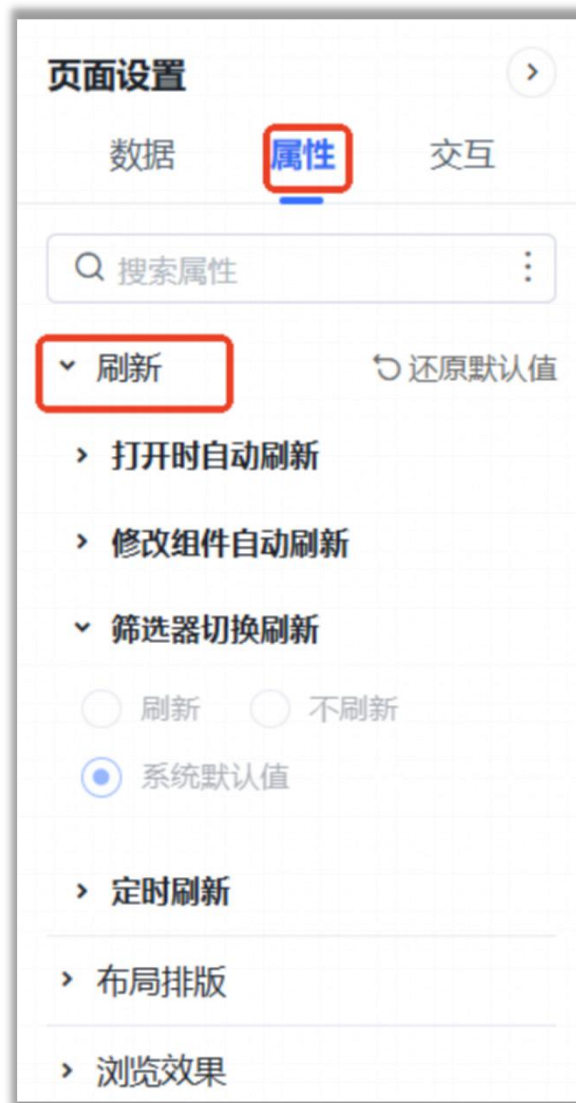 页面设置
数据 属性 交互
搜索属性
刷新 还原默认值
打开时自动刷新
修改组件自动刷新
筛选器切换刷新
刷新 不刷新
系统默认值
定时刷新
布局排版
浏览效果